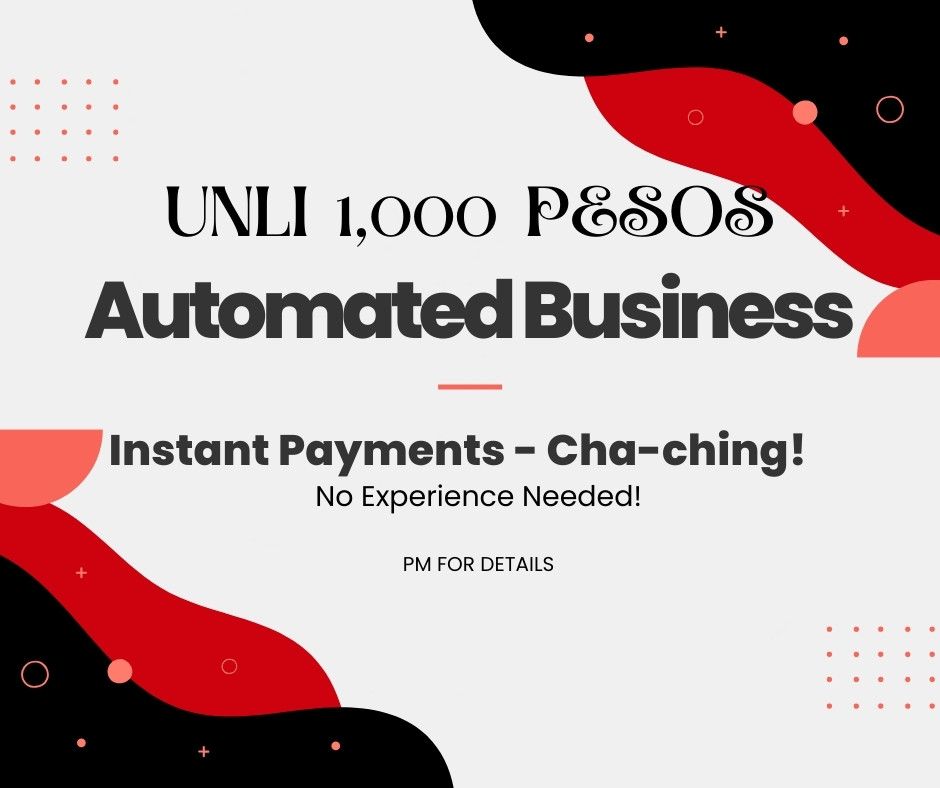 UNLI 1,000 PESOS
Automated Business
Instant Payments - Cha-ching!
No Experience Needed!
PM FOR DETAILS